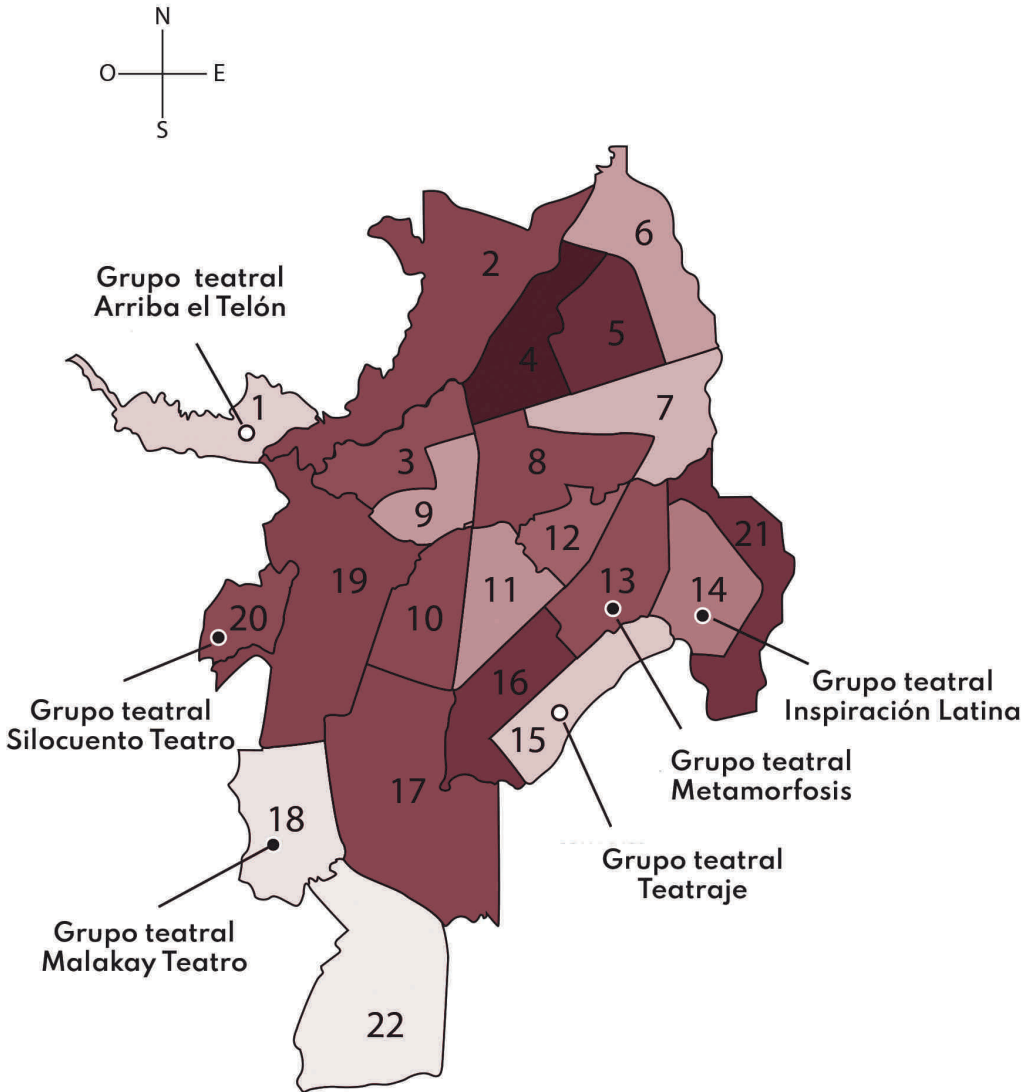 N
O
E
S
6
2
Grupo teatral
Arriba el Telón
5
4
1
7
3
8
9
12
21
19
11
13
14
20
10
16
Grupo teatral
Silocuento Teatro
Grupo teatral
Inspiración Latina
15
Grupo teatral
Metamorfosis
17
18
Grupo teatral
Teatraje
Grupo teatral
Malakay Teatro
22